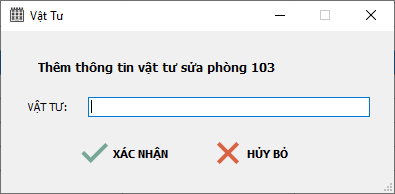 Vật Tư
Thêm thông tin vật tư sửa phòng 103
VẬT TƯ:
XÁC NHẬN HỦY BỎ